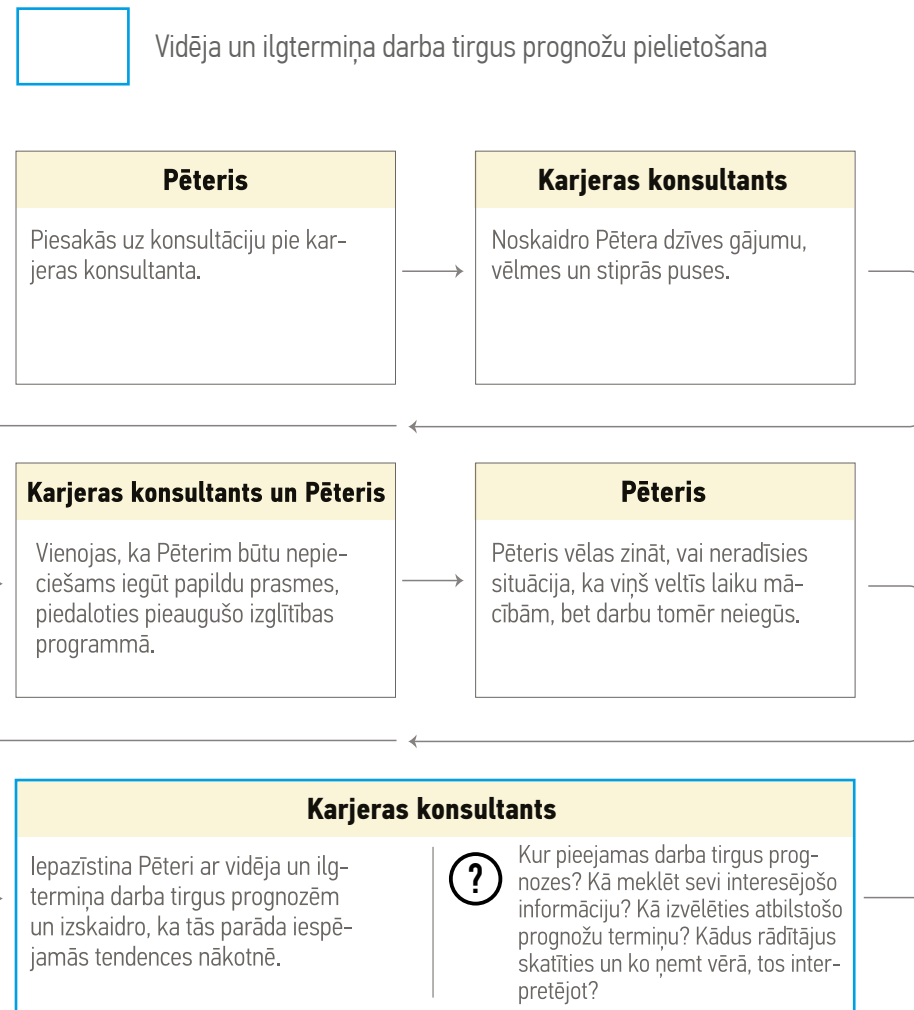 Vidēja un ilgtermiņa darba tirgus prognožu pielietošana
Pēteris
Piesakās uz konsultāciju pie kar-
jeras konsultanta.
Karjeras konsultants
Noskaidro Pētera dzīves gājumu,
vēlmes un stiprās puses.
Karjeras konsultants un Pēteris
Vienojas, ka Pēterim būtu nepie-
ciešams iegūt papildu prasmes,
piedaloties pieaugušo izglītības
programmā.
Pēteris
Pēteris vēlas zināt, vai neradīsies
situācija, ka viņš veltīs laiku mā-
cībām, bet darbu tomēr neiegūs.
Karjeras konsultants
Iepazīstina Pēteri ar vidēja un ilg-
termiņa darba tirgus prognozēm
un izskaidro, ka tās parāda iespē-
jamās tendences nākotnē.
?
Kur pieejamas darba tirgus prog-
nozes? Kā meklēt sevi interesējošo
informāciju? Kā izvēlēties atbilstošo
prognožu termiņu? Kādus rādītājus
skatīties un ko ņemt vērā, tos inter-
pretējot?